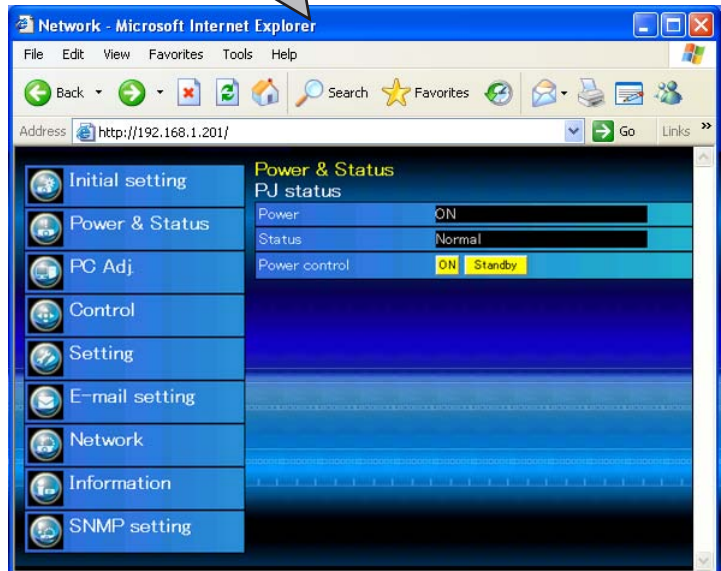 Network - Microsoft Internet Explorer
File Edit View Favorites Tools Help
Back Search Favorites
Address http://192.168.1.201/ Go Links »
Initial setting
Power & Status
PC Adj.
Control
Setting
E-mail setting
Network
Information
SNMP setting
Power & Status
PJ status
Power ON
Status Normal
Power control ON Standby